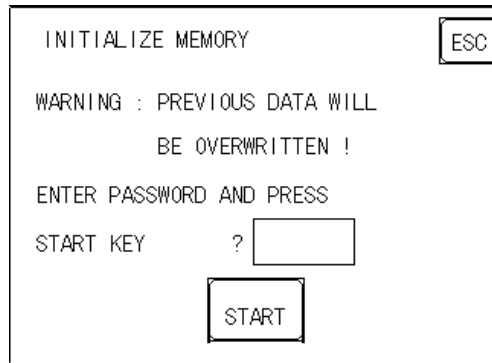 INITIALIZE MEMORY ESC
WARNING : PREVIOUS DATA WILL
BE OVERWRITTEN !
ENTER PASSWORD AND PRESS
START KEY ?
START